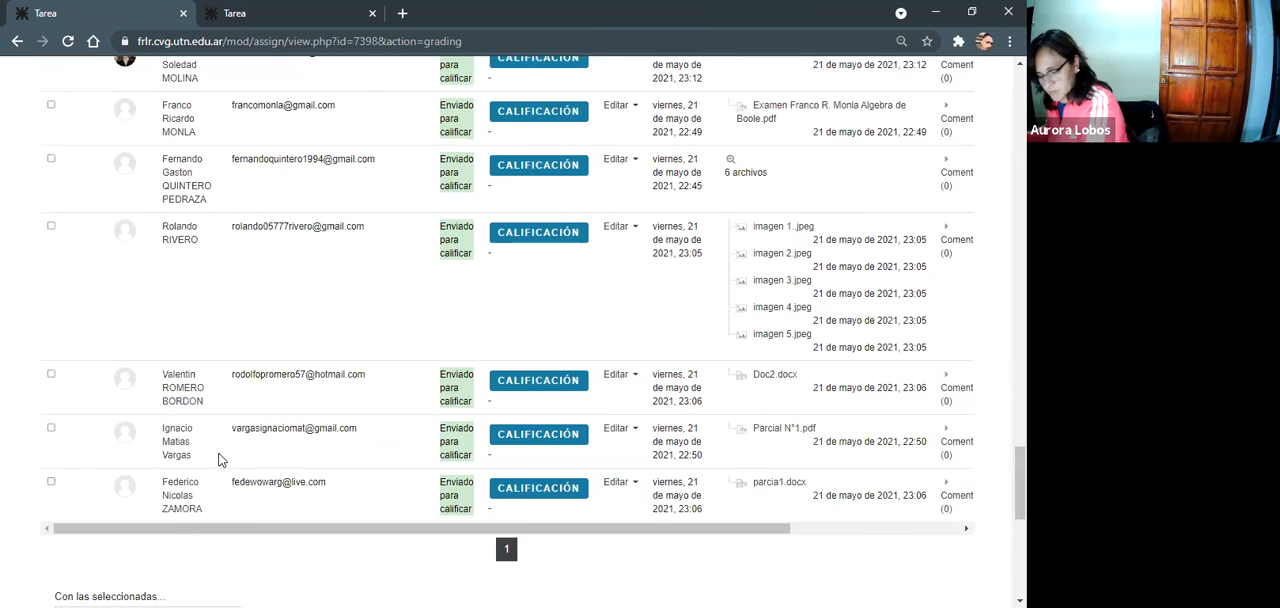 Tarea
Tarea
frlr.cvg.utn.edu.ar/mod/assign/view.php?id=7398&action=grading
Soledad
MOLINA
para
calificar
CALIFICACIÓN
-
21 de mayo de
2021, 23:12
21 de mayo de 2021, 23:12
Coment
(0)
Franco
Ricardo
MONLA
francomonla@gmail.com
Enviado
para
calificar
CALIFICACIÓN
-
Editar
viernes, 21
de mayo de
2021, 22:49
Examen Franco R. Monla Algebra de
Boole.pdf
21 de mayo de 2021, 22:49
Coment
(0)
Fernando
Gaston
QUINTERO
PEDRAZA
fernandoquintero1994@gmail.com
Enviado
para
calificar
CALIFICACIÓN
-
Editar
viernes, 21
de mayo de
2021, 22:45
6 archivos
Coment
(0)
Rolando
RIVERO
rolando05777rivero@gmail.com
Enviado
para
calificar
CALIFICACIÓN
-
Editar
viernes, 21
de mayo de
2021, 23:05
imagen 1..jpeg
21 de mayo de 2021, 23:05
imagen 2.jpeg
21 de mayo de 2021, 23:05
imagen 3.jpeg
21 de mayo de 2021, 23:05
imagen 4.jpeg
21 de mayo de 2021, 23:05
imagen 5.jpeg
21 de mayo de 2021, 23:05
Coment
(0)
Valentin
ROMERO
BORDON
rodolfopromero57@hotmail.com
Enviado
para
calificar
CALIFICACIÓN
-
Editar
viernes, 21
de mayo de
2021, 23:06
Doc2.docx
21 de mayo de 2021, 23:06
Coment
(0)
Ignacio
Matias
Vargas
vargasignaciomat@gmail.com
Enviado
para
calificar
CALIFICACIÓN
-
Editar
viernes, 21
de mayo de
2021, 22:50
Parcial N°1.pdf
21 de mayo de 2021, 22:50
Coment
(0)
Federico
Nicolas
ZAMORA
fedewowarg@live.com
Enviado
para
calificar
CALIFICACIÓN
-
Editar
viernes, 21
de mayo de
2021, 23:06
parcia1.docx
21 de mayo de 2021, 23:06
Coment
(0)
1
Con las seleccionadas...
Aurora Lobos